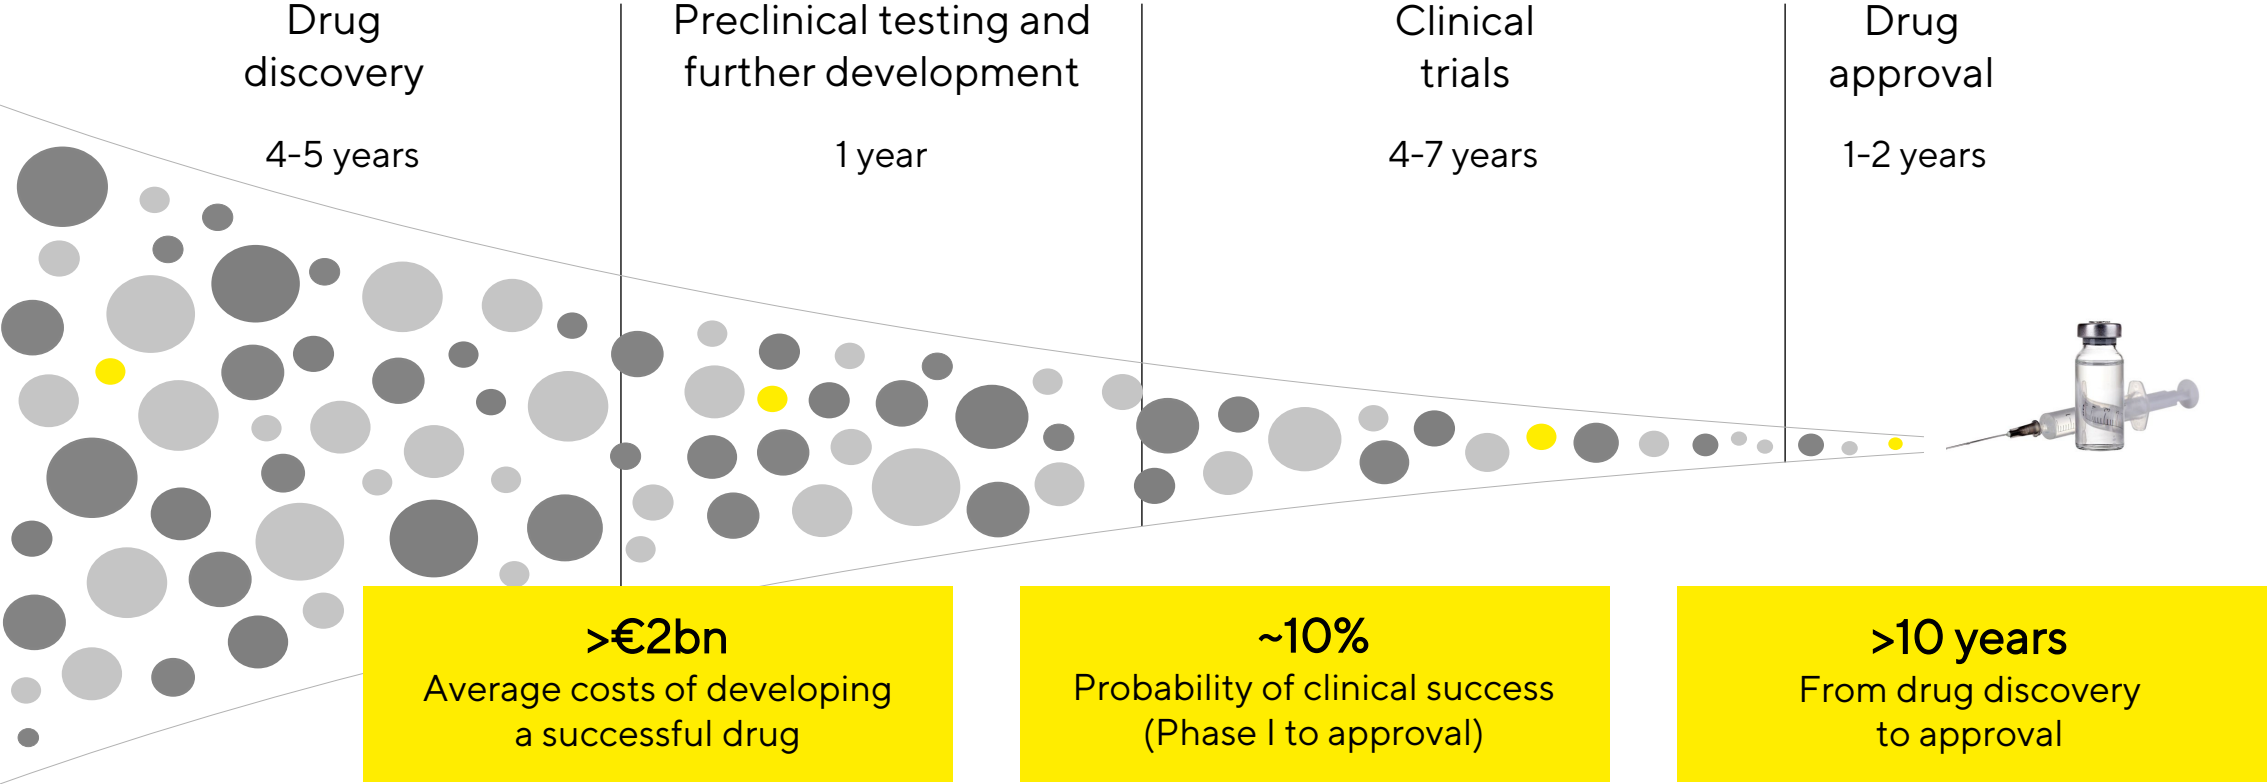 Drug
discovery
4-5 years
Preclinical testing and
further development
1 year
Clinical
trials
4-7 years
Drug
approval
1-2 years
>€2bn
Average costs of developing
a successful drug
~10%
Probability of clinical success
(Phase I to approval)
>10 years
From drug discovery
to approval